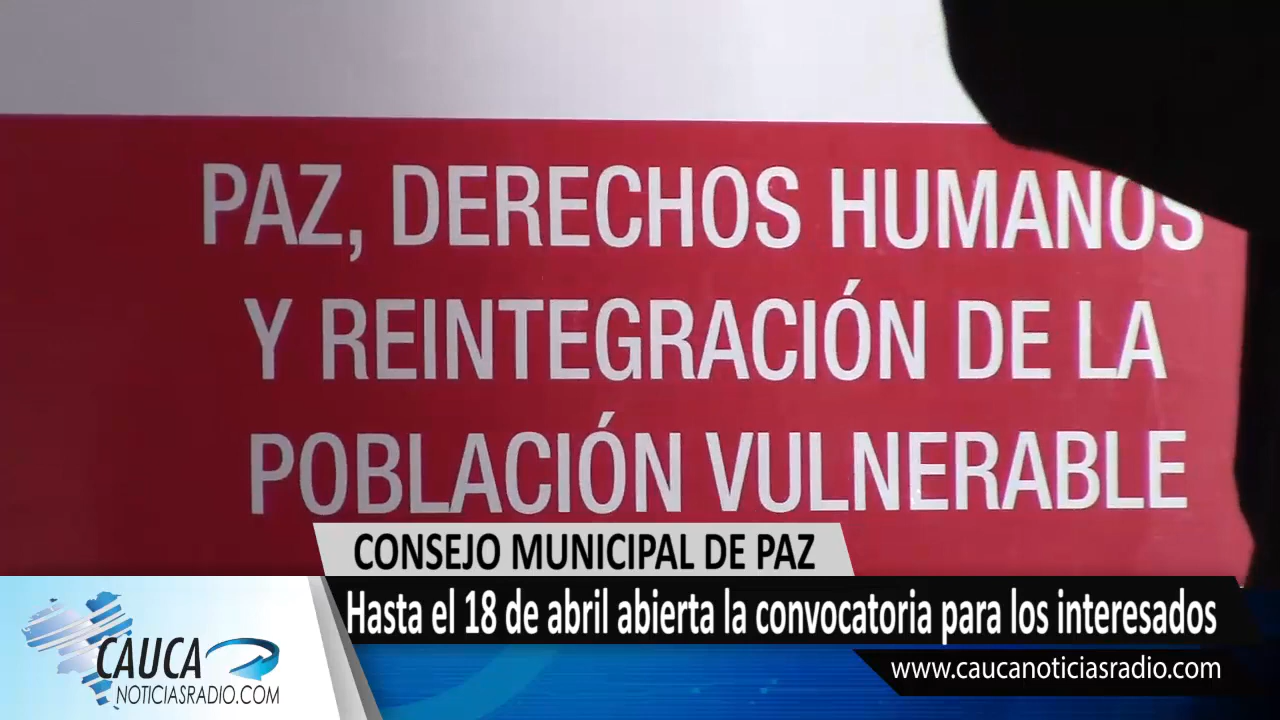 PAZ, DERECHOS HUMANOS
Y REINTEGRACIÓN DE LA
POBLACIÓN VULNERABLE
CONSEJO MUNICIPAL DE PAZ
Hasta el 18 de abril abierta la convocatoria para los interesados
www.caucanoticiasradio.com
CAUCA
NOTICIASRADIO.COM